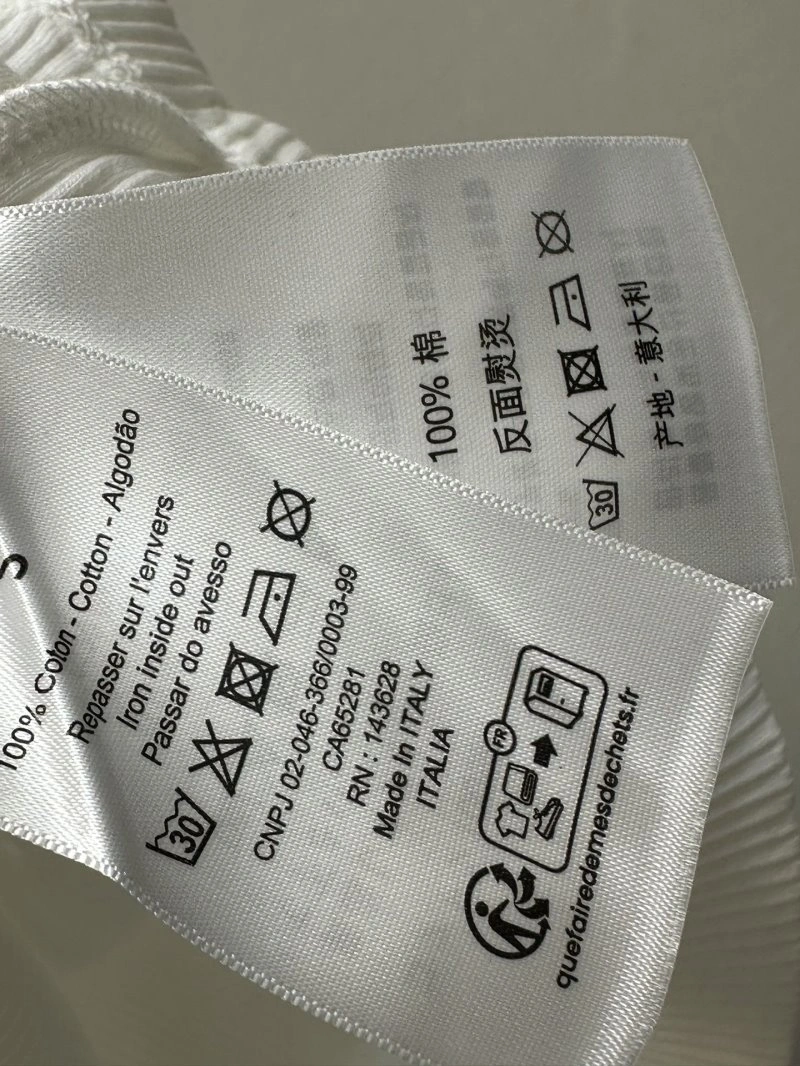 100% Coton - Cotton - Algodão
Repasser sur l'envers
Iron inside out
Passar do avesso
30
CNPJ 02-046-366/0003-99
CA65281
RN : 143628
Made In ITALY
ITALIA
FR
quefairedemesdechets.fr
100% 棉
反面熨烫
30
产地 - 意大利